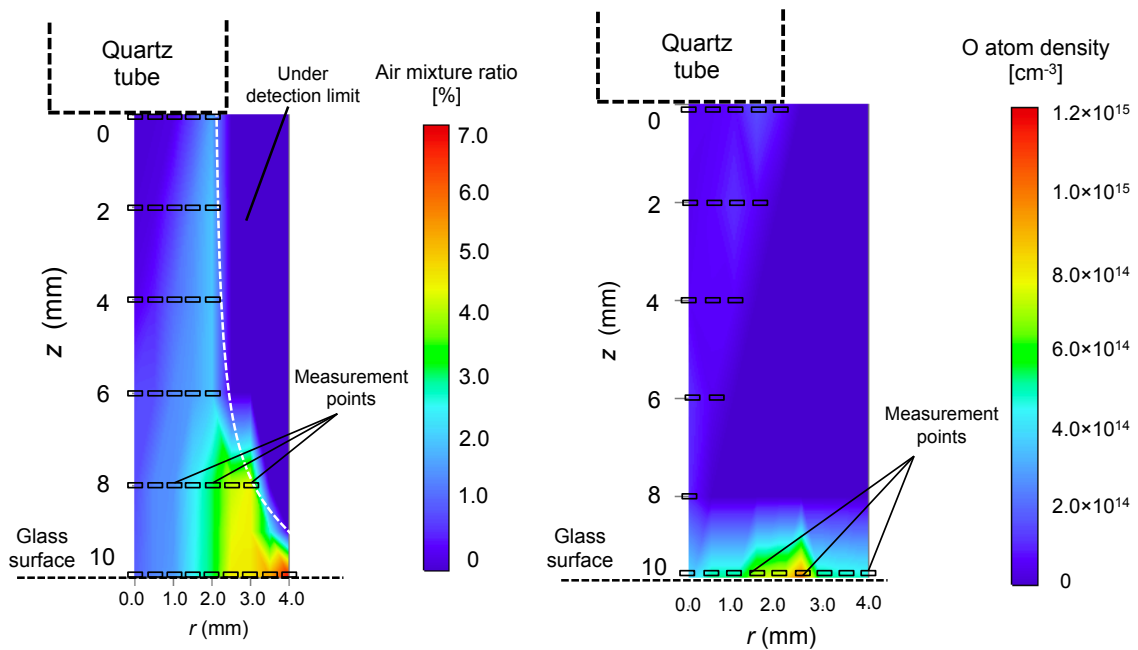 Quartz
tube
Under
detection limit
Air mixture ratio
[%]
7.0
6.0
5.0
4.0
3.0
2.0
1.0
0
0
2
4
6
8
10
z (mm)
Measurement
points
Glass
surface
0.0 1.0 2.0 3.0 4.0
r (mm)
Quartz
tube
O atom density
[cm-3]
1.2×10¹⁵
1.0×10¹⁵
8.0×10¹⁴
6.0×10¹⁴
4.0×10¹⁴
2.0×10¹⁴
0
0
2
4
6
8
10
z (mm)
Measurement
points
Glass
surface
0.0 1.0 2.0 3.0 4.0
r (mm)